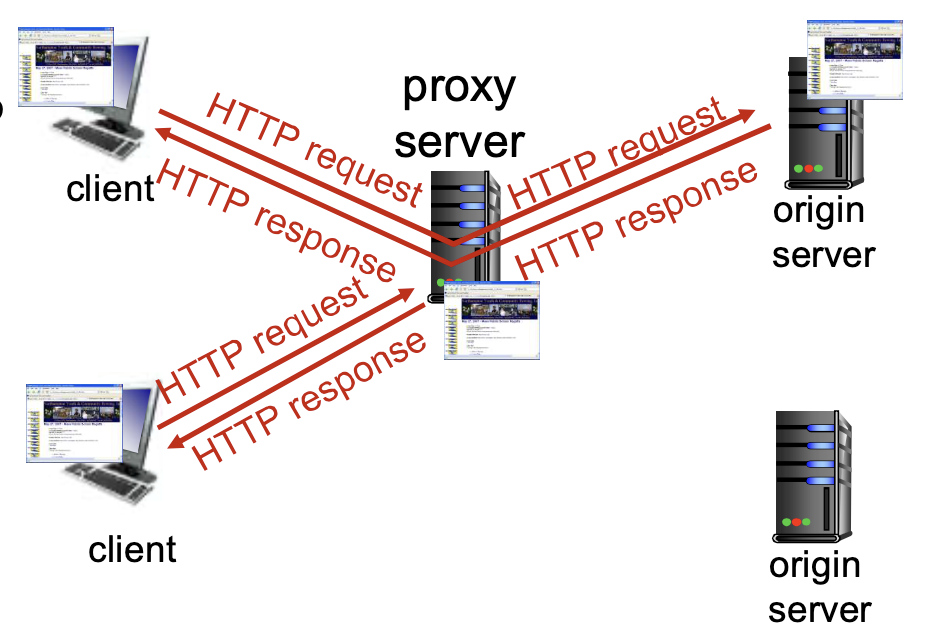 proxy
server
HTTP request
HTTP request
client
HTTP response
HTTP response
origin
server
HTTP request
HTTP response
client
origin
server